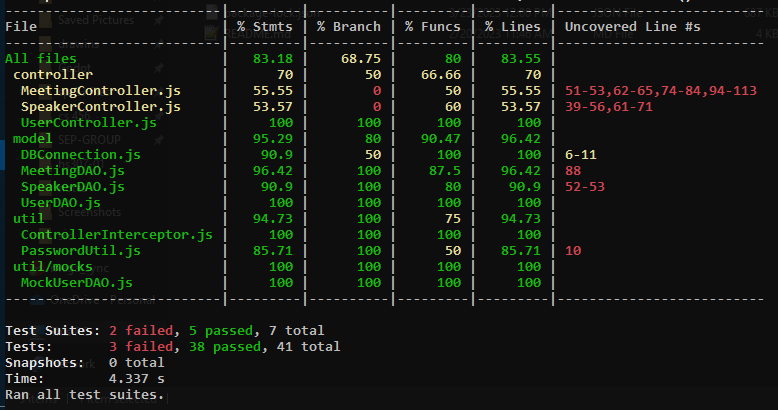 File | % Stmts | % Branch | % Funcs | % Lines | Uncovered Line #s
All files | 83.18 | 68.75 | 80 | 83.55 |
controller | 70 | 50 | 66.66 | 70 |
MeetingController.js | 55.55 | 0 | 50 | 55.55 | 51-53,62-65,74-84,94-113
SpeakerController.js | 53.57 | 0 | 60 | 53.57 | 39-56,61-71
UserController.js | 100 | 100 | 100 | 100 |
model | 95.29 | 80 | 90.47 | 96.42 |
DBConnection.js | 90.9 | 50 | 100 | 100 | 6-11
MeetingDAO.js | 96.42 | 100 | 87.5 | 96.42 | 88
SpeakerDAO.js | 90.9 | 100 | 80 | 90.9 | 52-53
UserDAO.js | 100 | 100 | 100 | 100 |
util | 94.73 | 100 | 75 | 94.73 |
ControllerInterceptor.js | 100 | 100 | 100 | 100 |
PasswordUtil.js | 85.71 | 100 | 50 | 85.71 | 10
util/mocks | 100 | 100 | 100 | 100 |
MockUserDAO.js | 100 | 100 | 100 | 100 |
Test Suites: 2 failed, 5 passed, 7 total
Tests: 3 failed, 38 passed, 41 total
Snapshots: 0 total
Time: 4.337 s
Ran all test suites.
Saved Pictures
SEP-GROUP
Screenshots